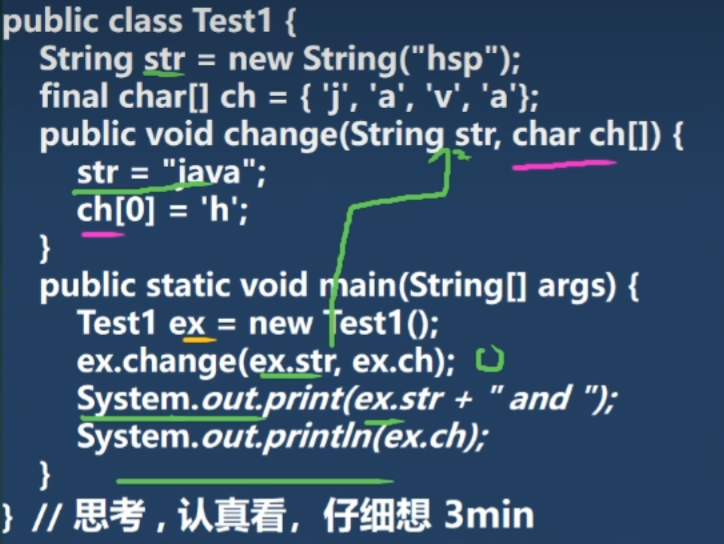 public class Test1 {
String str = new String("hsp");
final char[] ch = { 'j', 'a', 'v', 'a'};
public void change(String str, char ch[]) {
str = "java";
ch[0] = 'h';
}
public static void main(String[] args) {
Test1 ex = new Test1();
ex.change(ex.str, ex.ch);
System.out.print(ex.str + " and ");
System.out.println(ex.ch);
}
} // 思考 , 认真看，仔细想 3min